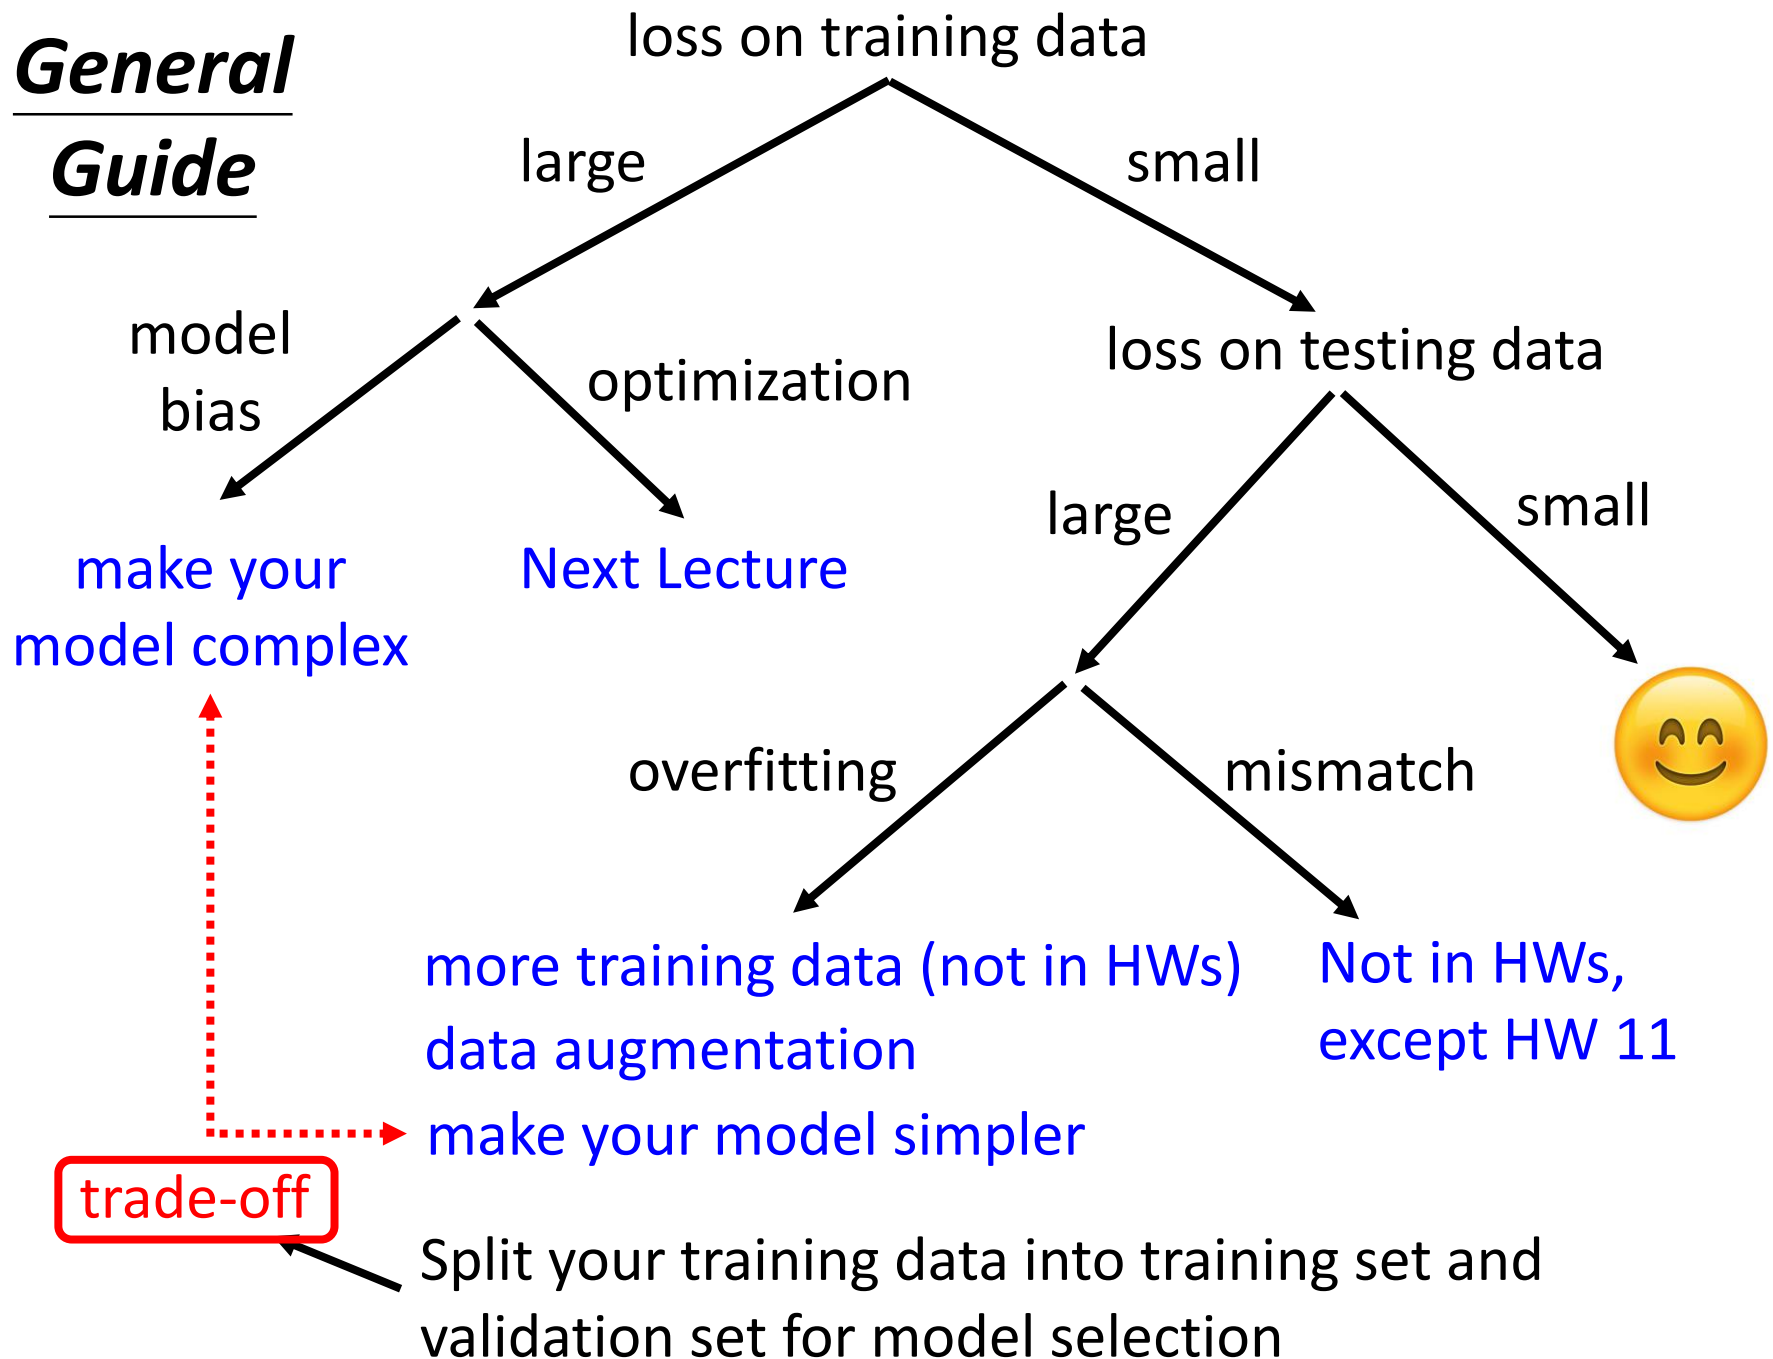 General
Guide
loss on training data
large
small
model
bias
optimization
loss on testing data
make your
model complex
Next Lecture
large
small
overfitting
mismatch
more training data (not in HWs)
data augmentation
make your model simpler
Not in HWs,
except HW 11
trade-off
Split your training data into training set and
validation set for model selection